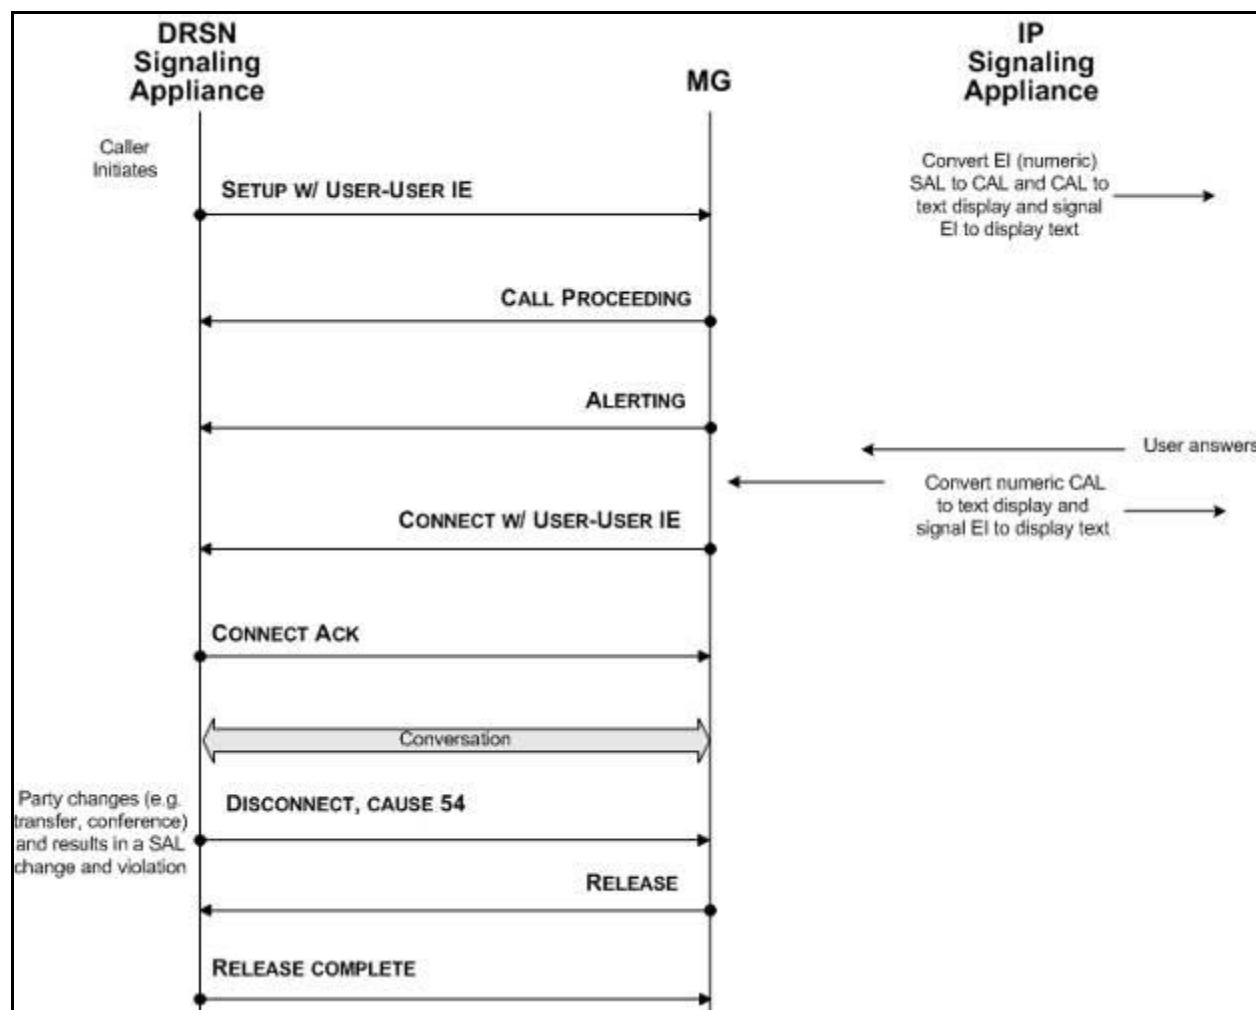 DRSN
Signaling
Appliance
MG
IP
Signaling
Appliance
Caller
Initiates
SETUP W/ USER-USER IE
Convert EI (numeric)
SAL to CAL and CAL to
text display and signal
EI to display text
CALL PROCEEDING
ALERTING
User answers
Convert numeric CAL
to text display and
signal EI to display text
CONNECT W/ USER-USER IE
CONNECT ACK
Conversation
Party changes (e.g.
transfer, conference)
and results in a SAL
change and violation
DISCONNECT, CAUSE 54
RELEASE
RELEASE COMPLETE